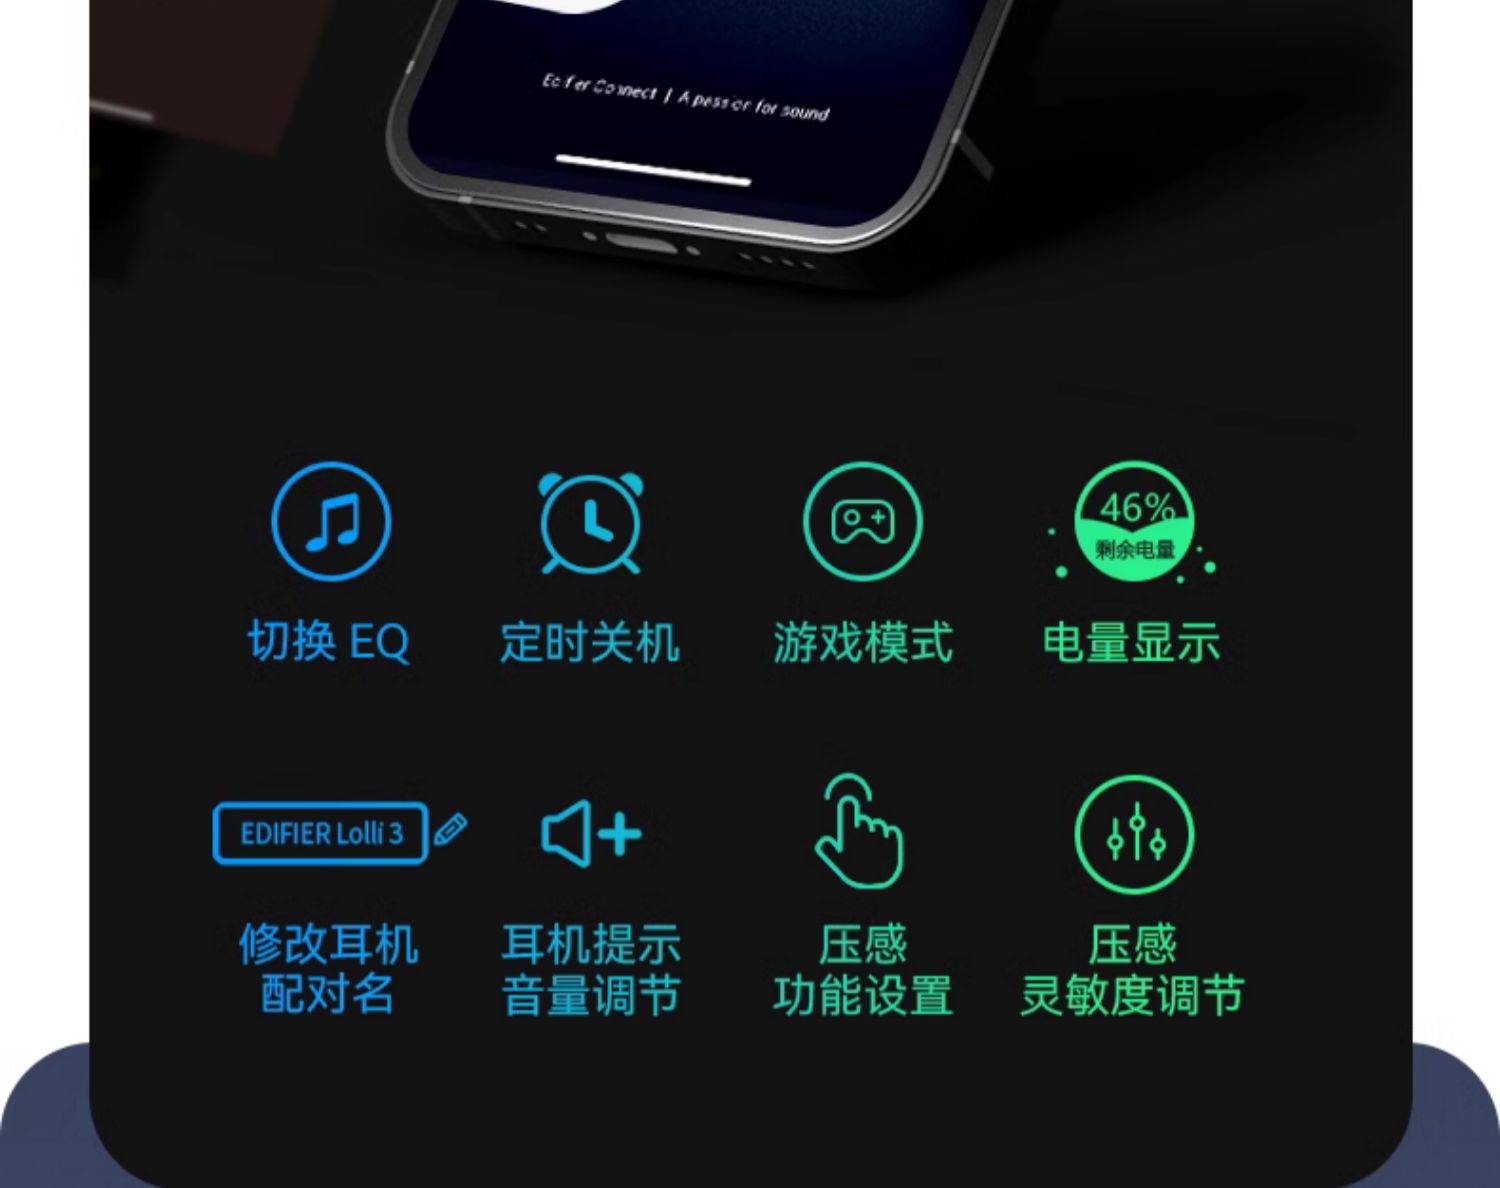 Edifier Connect | A passion for sound
46%
剩余电量
切换 EQ
定时关机
游戏模式
电量显示
EDIFIER Lolli 3
修改耳机
配对名
耳机提示
音量调节
压感
功能设置
压感
灵敏度调节